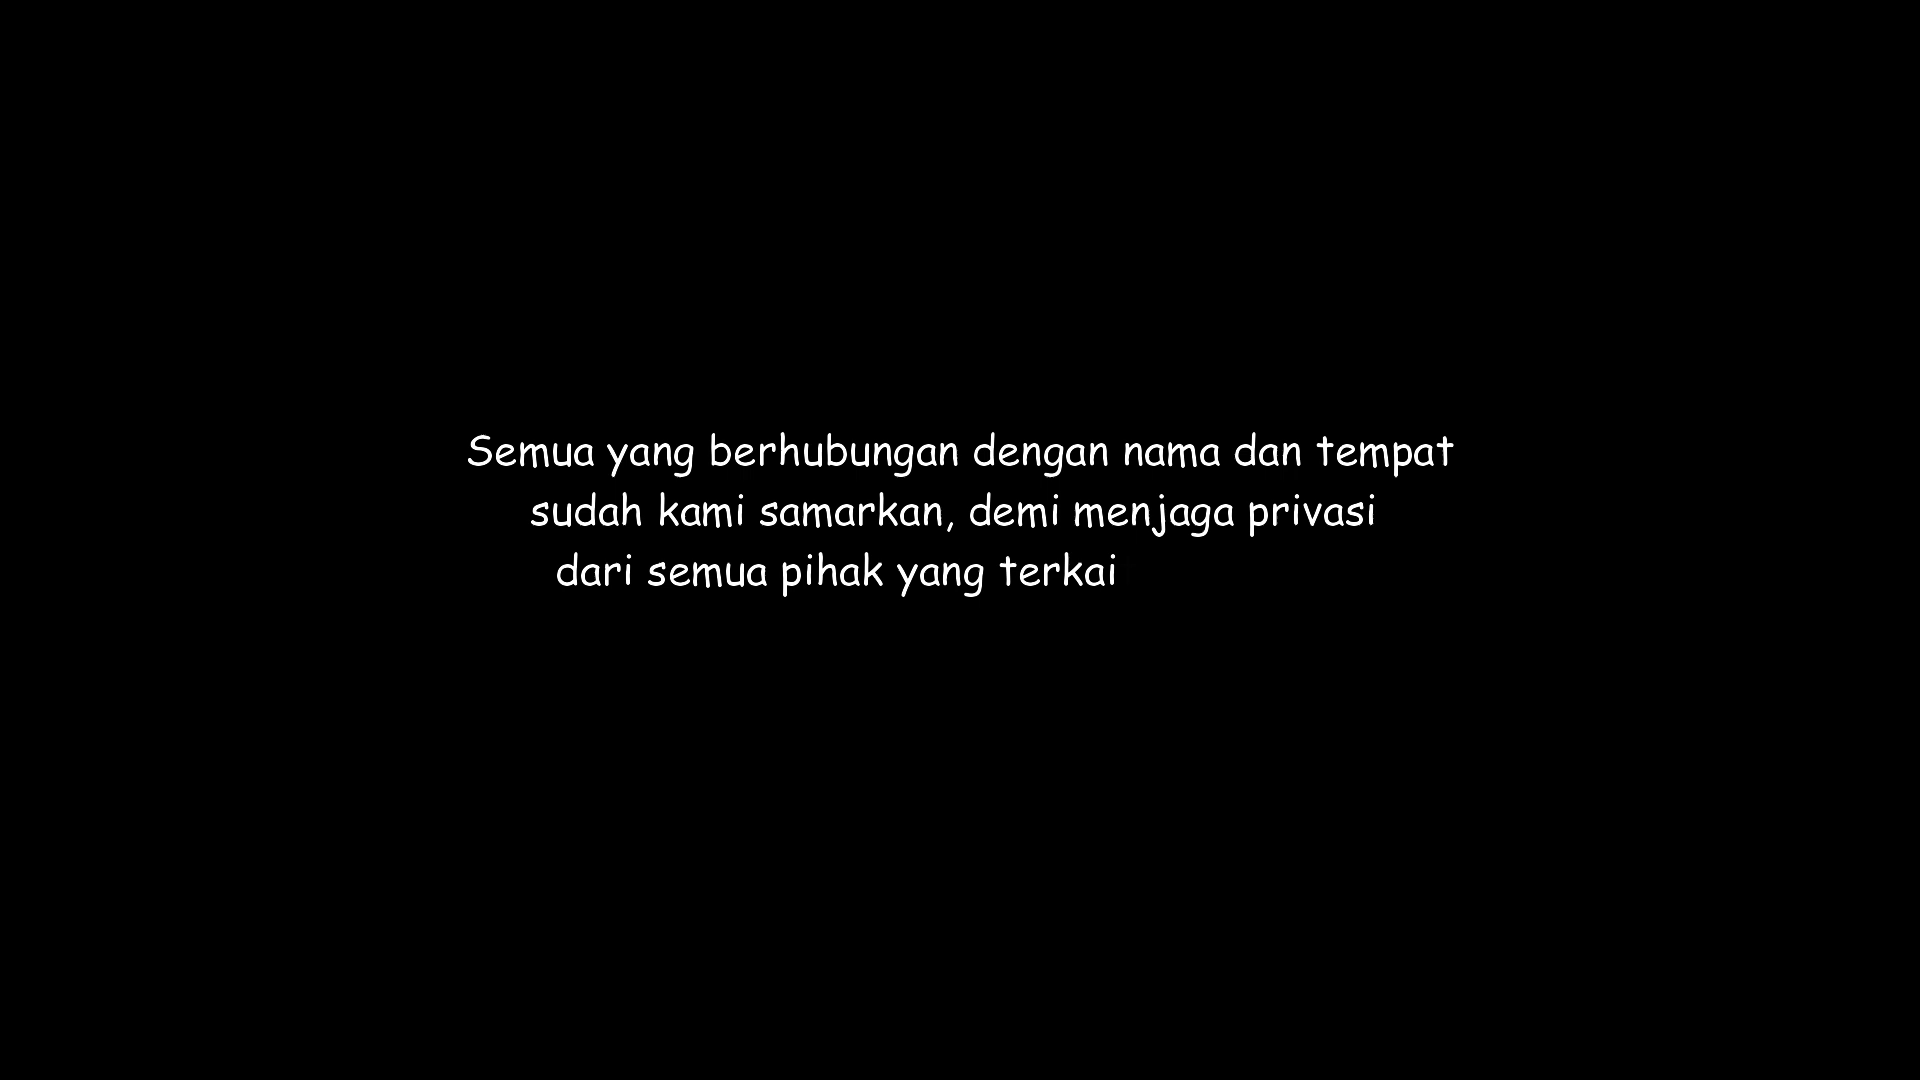 Semua yang berhubungan dengan nama dan tempat
sudah kami samarkan, demi menjaga privasi
dari semua pihak yang terkai